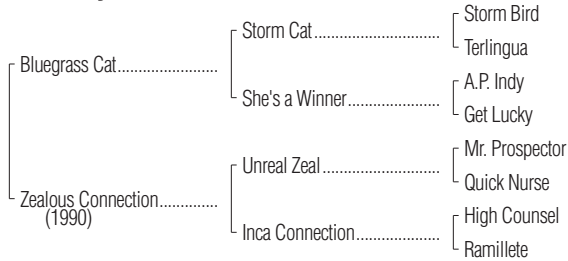 Storm Bird
Storm Cat.................................
Terlingua
Bluegrass Cat.......................
A.P. Indy
She's a Winner........................
Get Lucky
Mr. Prospector
Unreal Zeal...............................
Quick Nurse
Zealous Connection..............
(1990)
High Counsel
Inca Connection......................
Ramillete